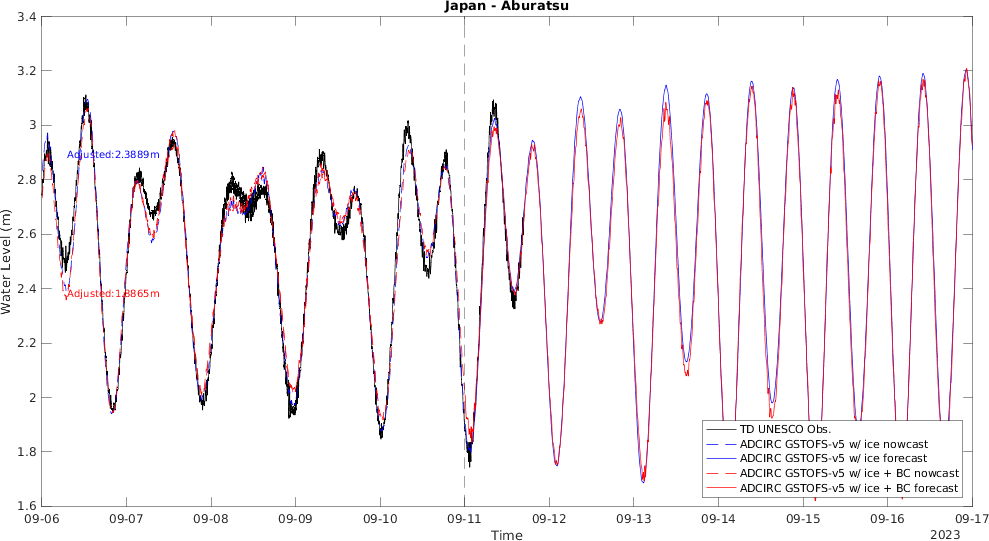 Japan - Aburatsu
3.4
3.2
3
2.8
2.6
2.4
2.2
2
1.8
1.6
Water Level (m)
Adjusted:2.3889m
Adjusted:1.8865m
TD UNESCO Obs.
ADCIRC GSTOFS-v5 w/ ice nowcast
ADCIRC GSTOFS-v5 w/ ice forecast
ADCIRC GSTOFS-v5 w/ ice + BC nowcast
ADCIRC GSTOFS-v5 w/ ice + BC forecast
09-06 09-07 09-08 09-09 09-10 09-11 09-12 09-13 09-14 09-15 09-16 09-17
Time
2023